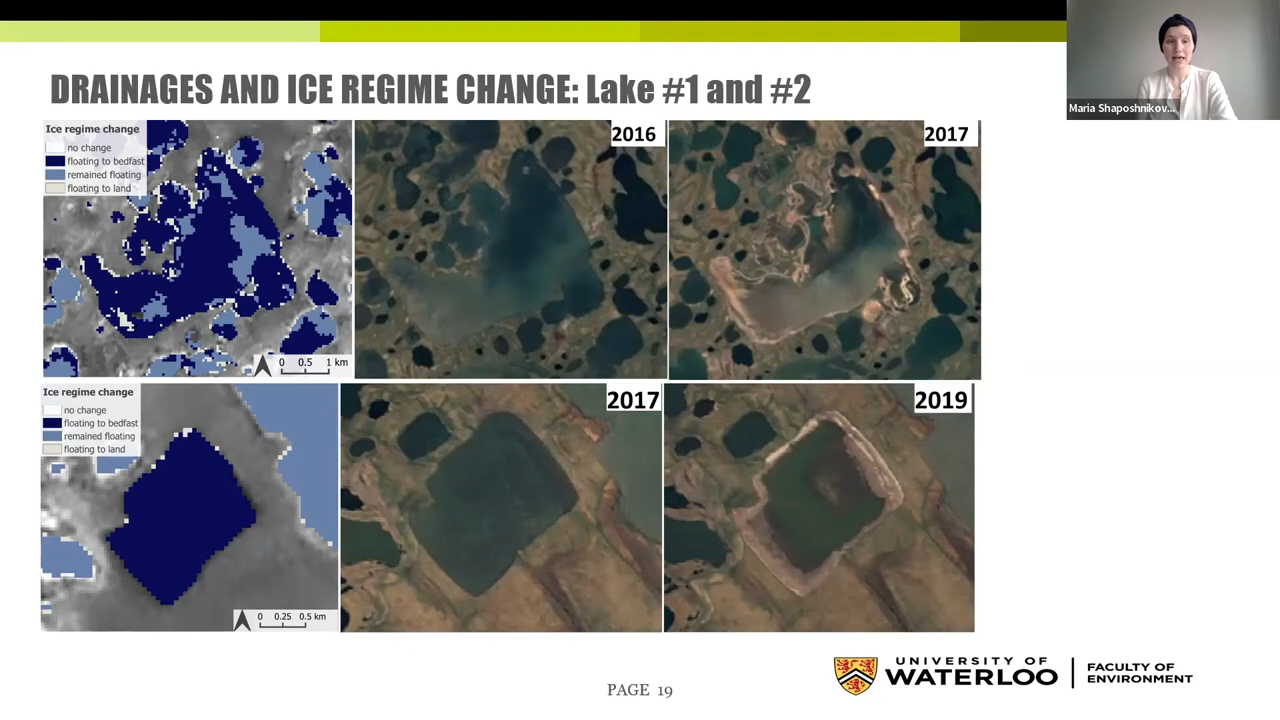 Maria Shaposhnikov...
DRAINAGES AND ICE REGIME CHANGE: Lake #1 and #2
Ice regime change
no change
floating to bedfast
remained floating
floating to land
0 0.5 1 km
2016
2017
Ice regime change
no change
floating to bedfast
remained floating
floating to land
0 0.25 0.5 km
2017
2019
PAGE 19
UNIVERSITY OF
WATERLOO
FACULTY OF
ENVIRONMENT